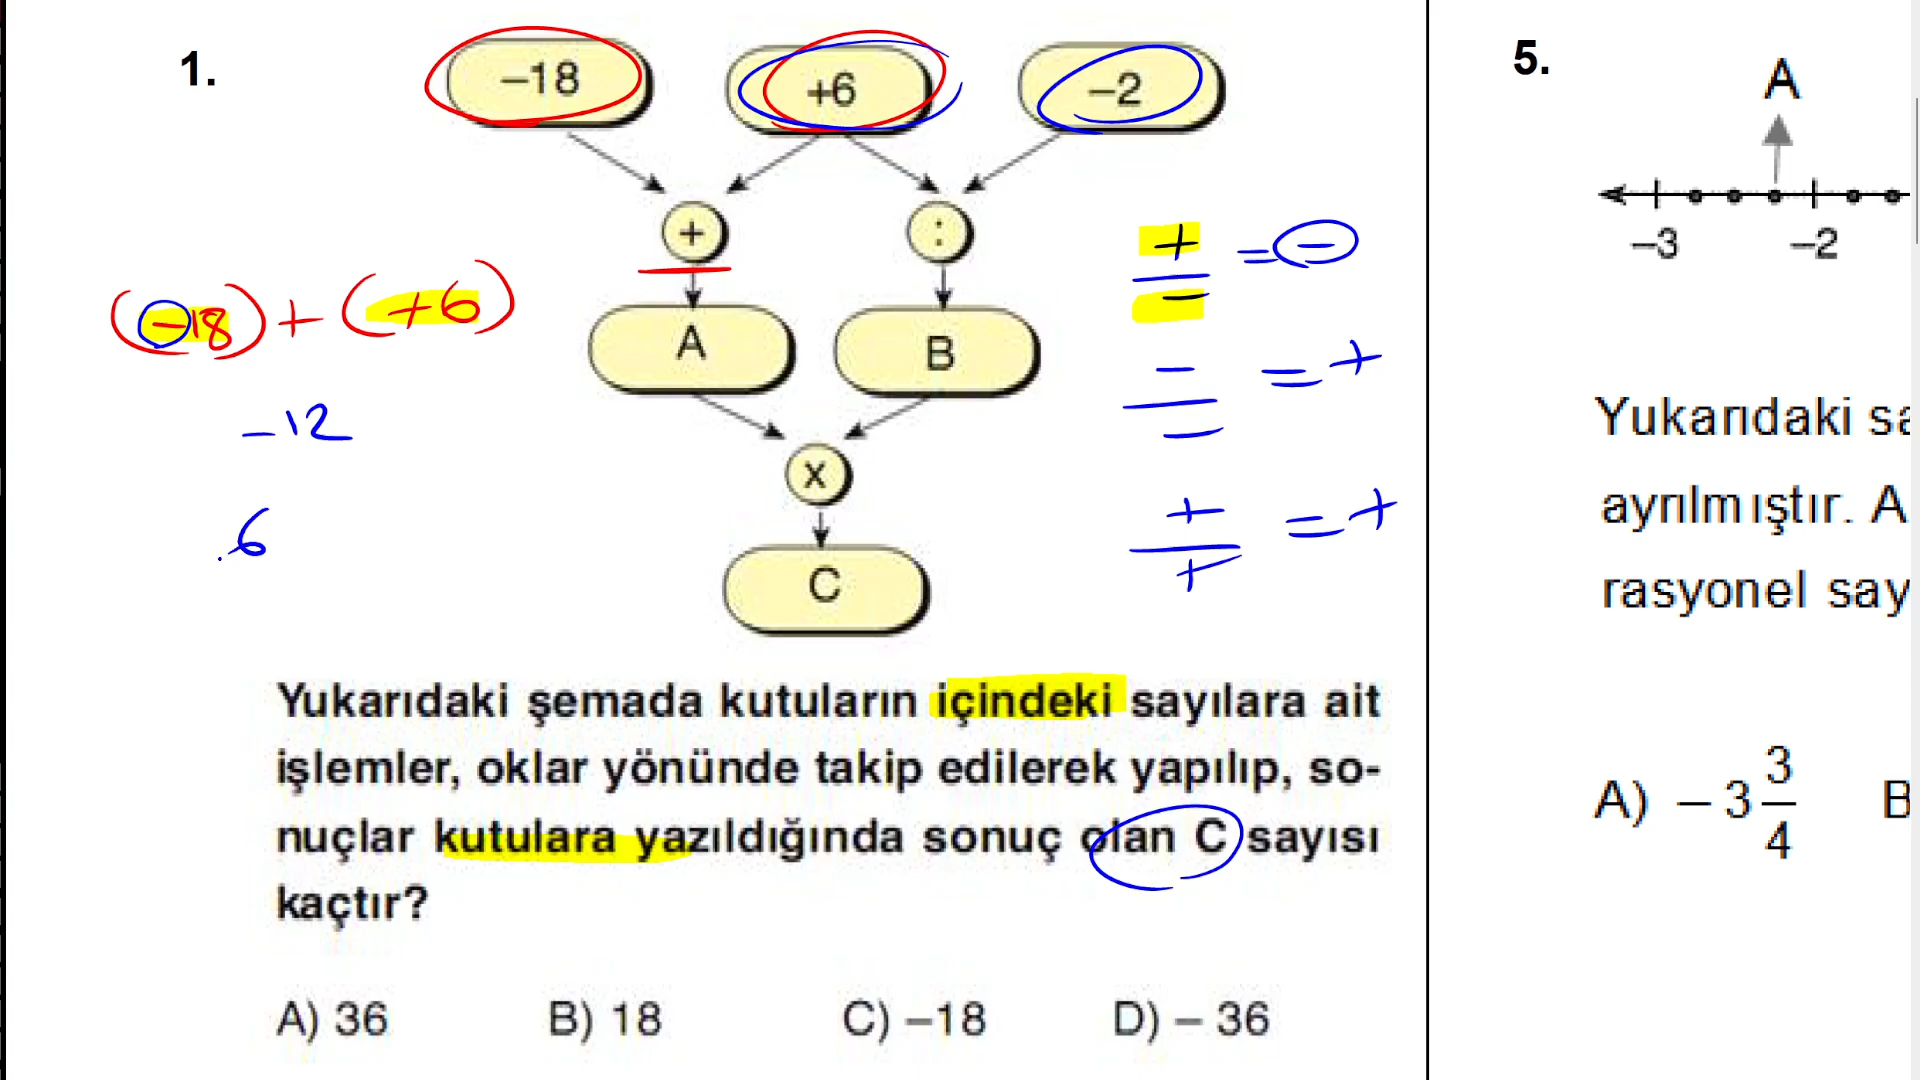 1.
–18
+6
–2
+
:
(–18) + (+6)
+
= –
–
A
B
–
= +
–
–12
x
+
= +
+
6
C
Yukarıdaki şemada kutuların içindeki sayılara ait
işlemler, oklar yönünde takip edilerek yapılıp, so-
nuçlar kutulara yazıldığında sonuç olan C sayısı
kaçtır?
A) 36 B) 18 C) –18 D) – 36
5.
A
–3 –2
Yukarıdaki
ayrılmıştır. A
rasyonel
A) – 3 3/4 B